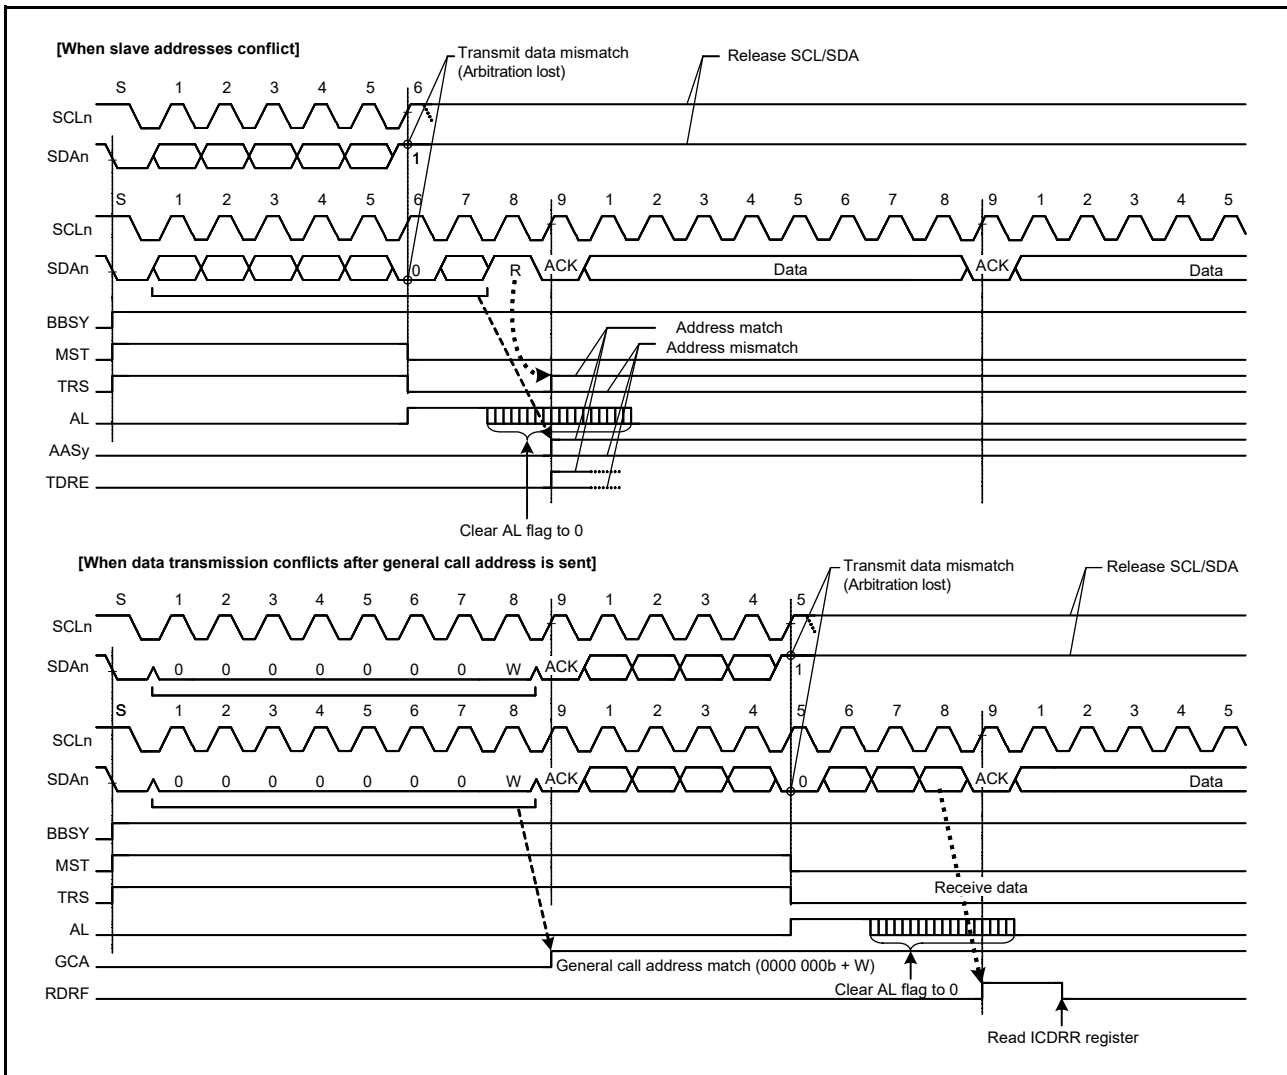 [When slave addresses conflict]
Transmit data mismatch
(Arbitration lost)
Release SCL/SDA
S 1 2 3 4 5 6
SCLn
SDAn
1
S 1 2 3 4 5 6 7 8 9 1 2 3 4 5 6 7 8 9 1 2 3 4 5
SCLn
SDAn 0 R ACK Data ACK Data
BBSY
Address match
MST
Address mismatch
TRS
AL
AASy
TDRE
Clear AL flag to 0
[When data transmission conflicts after general call address is sent]
Transmit data mismatch
(Arbitration lost)
Release SCL/SDA
S 1 2 3 4 5 6 7 8 9 1 2 3 4 5
SCLn
SDAn 0 0 0 0 0 0 0 W ACK 1
S 1 2 3 4 5 6 7 8 9 1 2 3 4 5 6 7 8 9 1 2 3 4 5
SCLn
SDAn 0 0 0 0 0 0 0 W ACK 0 ACK Data
BBSY
MST
TRS
Receive data
AL
GCA
General call address match (0000 000b + W)
Clear AL flag to 0
RDRF
Read ICDRR register